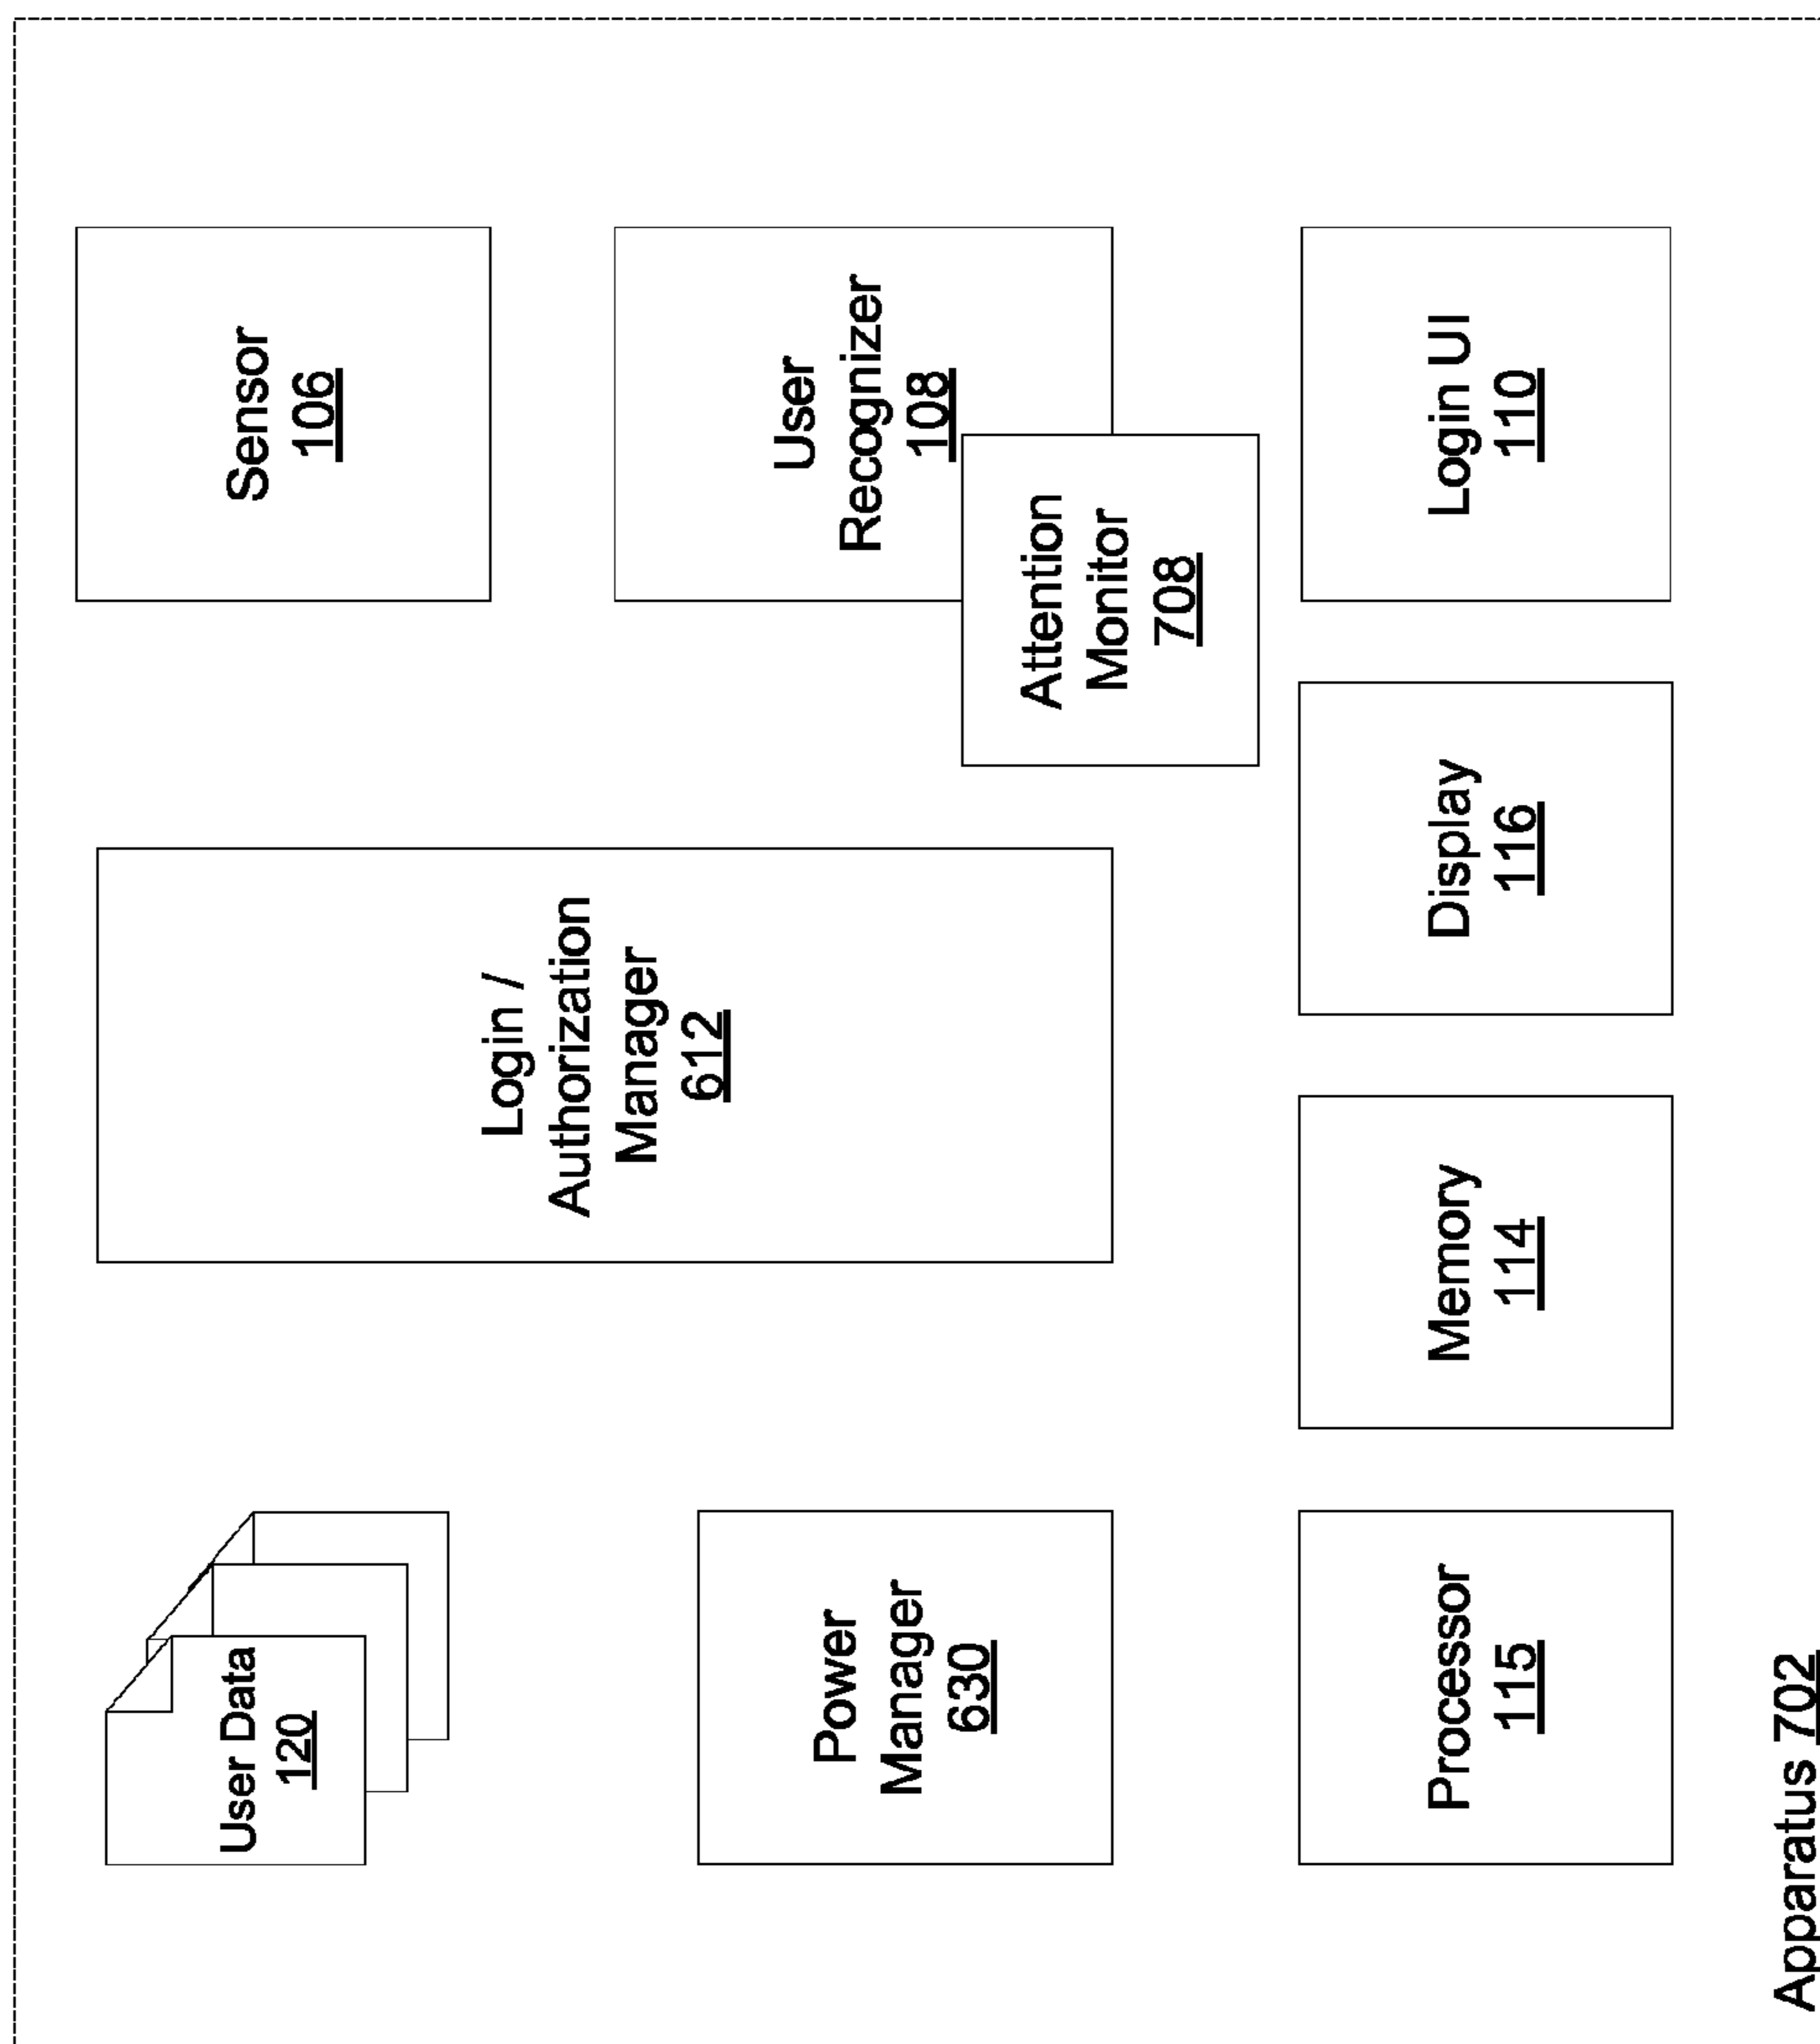 User Data
120
Login /
Authorization
Manager
612
Sensor
106
Power
Manager
630
User
Recognizer
108
Attention
Monitor
708
Processor
115
Memory
114
Display
116
Login UI
110
Apparatus 702